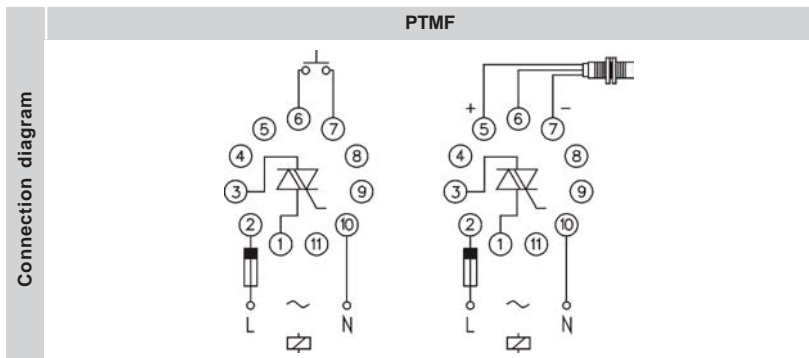 PTMF
Connection diagram
6 7
5 8
4
3 9
2 10
1 11
L ~ N
+ −
5 6 7
4 8
3 9
2 10
1 11
L ~ N